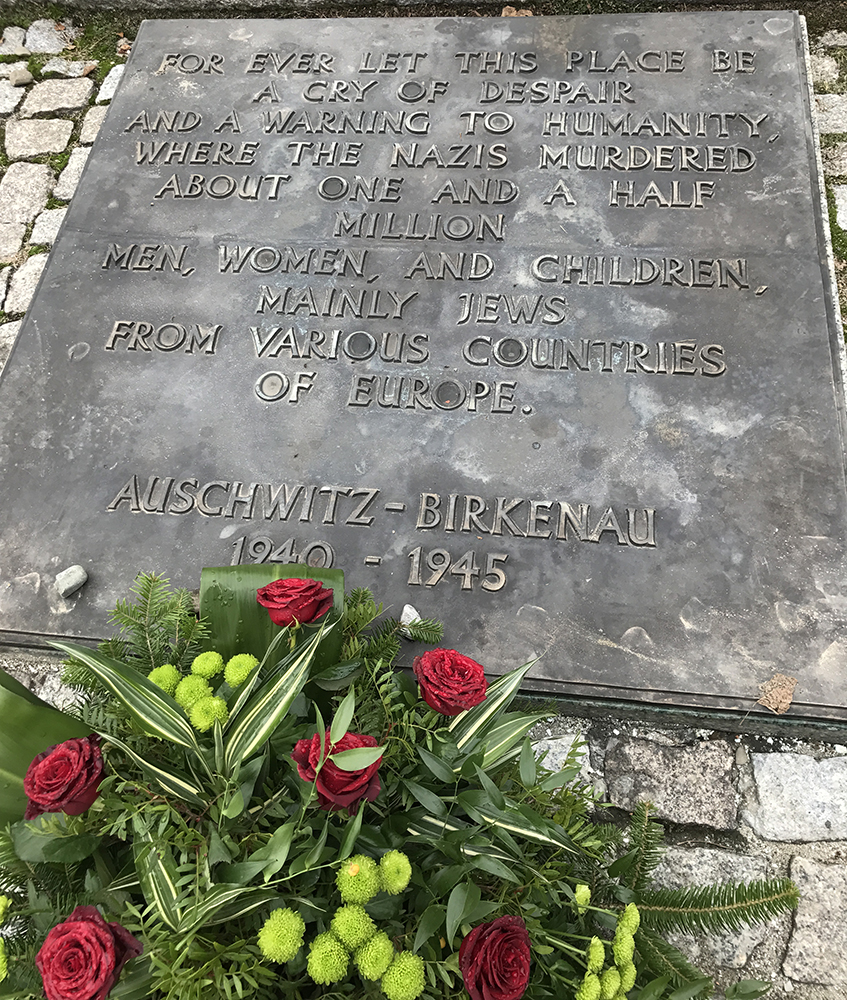 FOR EVER LET THIS PLACE BE
A CRY OF DESPAIR
AND A WARNING TO HUMANITY,
WHERE THE NAZIS MURDERED
ABOUT ONE AND A HALF
MILLION
MEN, WOMEN, AND CHILDREN,
MAINLY JEWS
FROM VARIOUS COUNTRIES
OF EUROPE.
AUSCHWITZ-BIRKENAU
1940 - 1945